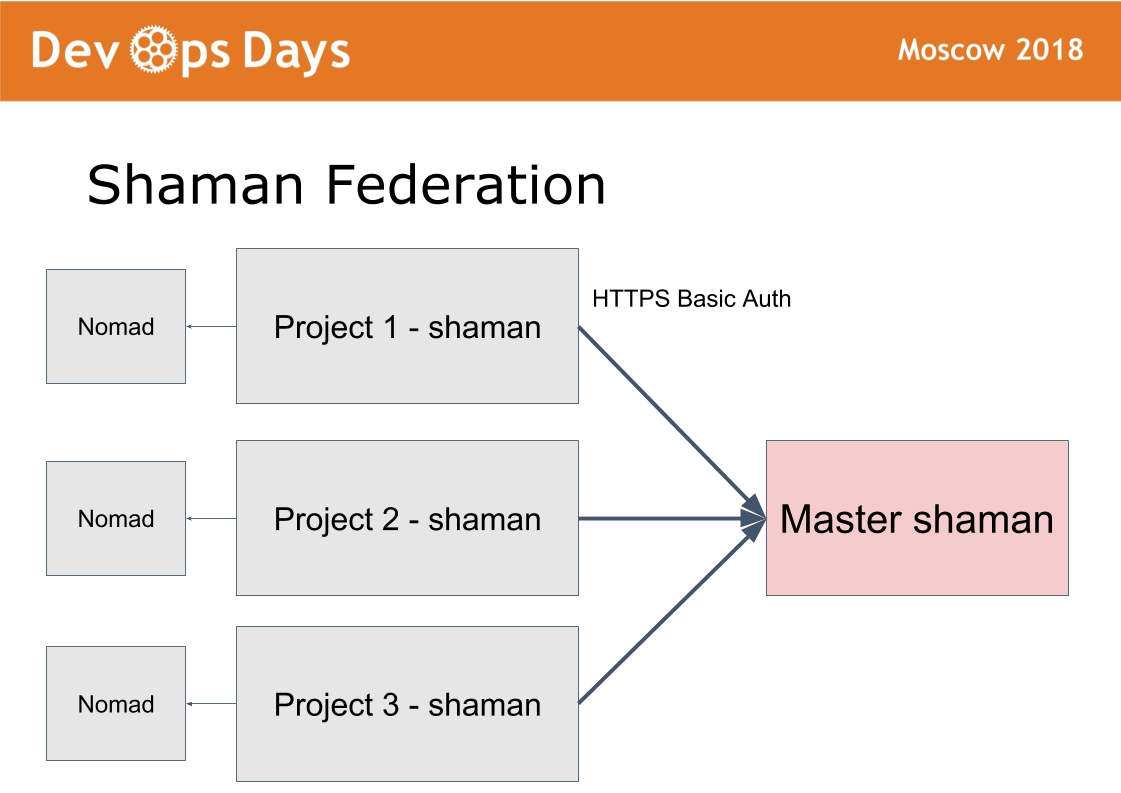 DevOps Days
Moscow 2018
Shaman Federation
Nomad
Project 1 - shaman
HTTPS Basic Auth
Nomad
Project 2 - shaman
Master shaman
Nomad
Project 3 - shaman